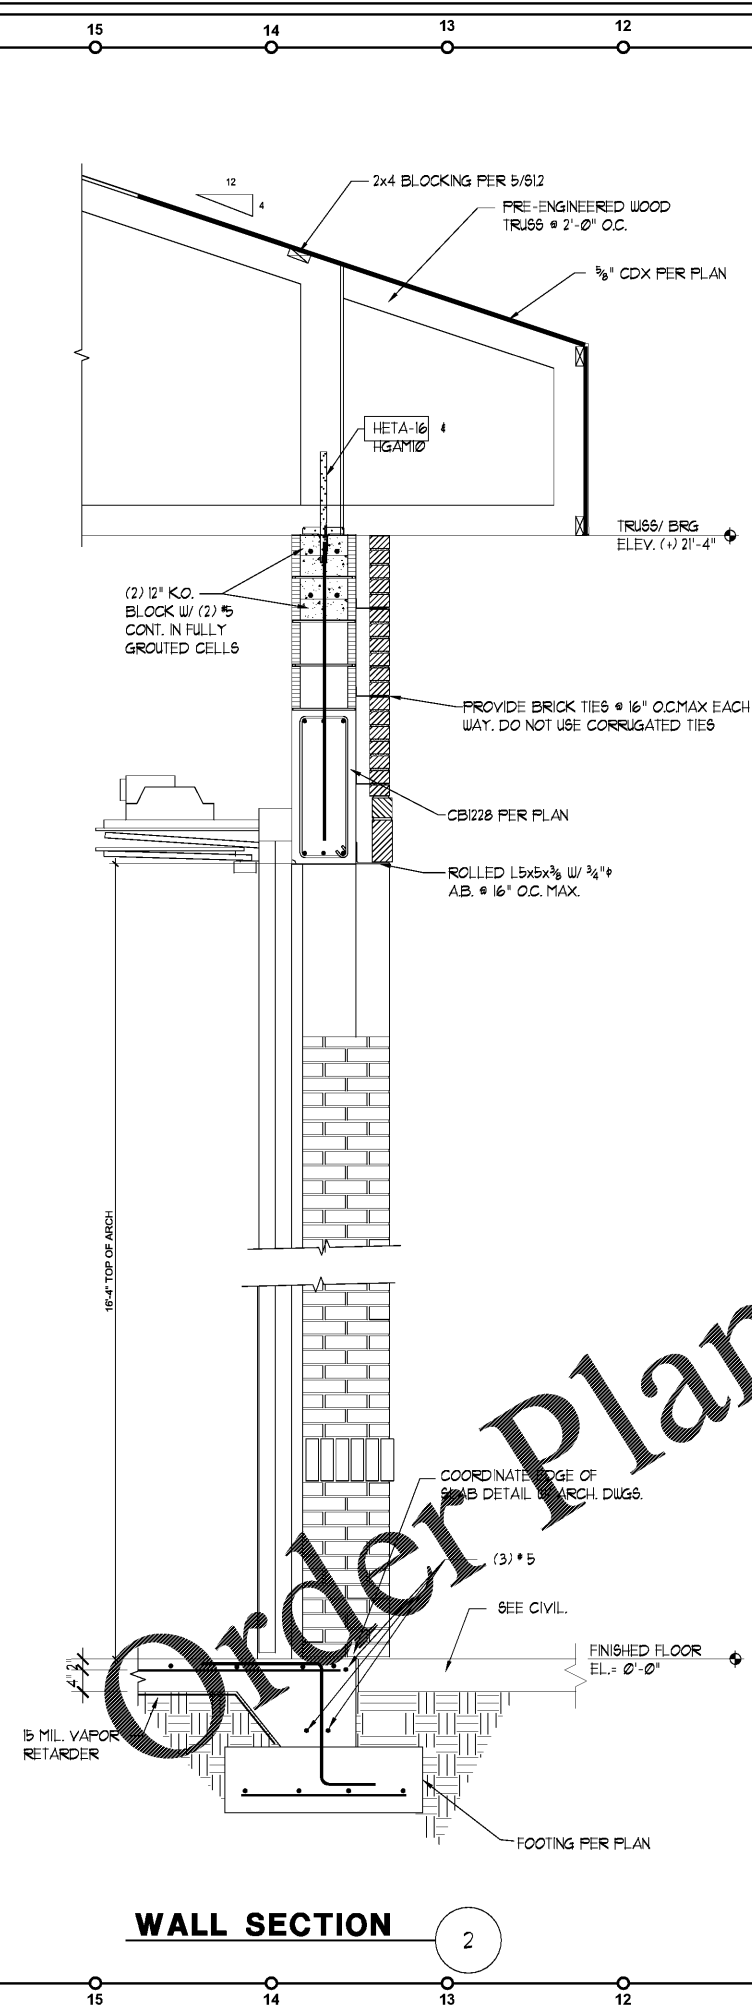 15 14 13 12
12
4
2x4 BLOCKING PER 5/S1.2
PRE-ENGINEERED WOOD
TRUSS @ 2'-0" O.C.
5/8" CDX PER PLAN
HETA-16 &
HGAM10
TRUSS/ BRG
ELEV. (+) 21'-4"
(2) 12" K.O.
BLOCK W/ (2) #5
CONT. IN FULLY
GROUTED CELLS
PROVIDE BRICK TIES @ 16" O.C.MAX EACH
WAY. DO NOT USE CORRUGATED TIES
CB1228 PER PLAN
ROLLED L5x5x3/8 W/ 3/4"ϕ
A.B. @ 16" O.C. MAX.
16'-4" TOP OF ARCH
COORDINATE EDGE OF
SLAB DETAIL W/ ARCH. DWGS.
(3) #5
SEE CIVIL.
FINISHED FLOOR
EL.= 0'-0"
4" 2"
15 MIL. VAPOR
RETARDER
FOOTING PER PLAN
Order Plan
WALL SECTION 2
15 14 13 12